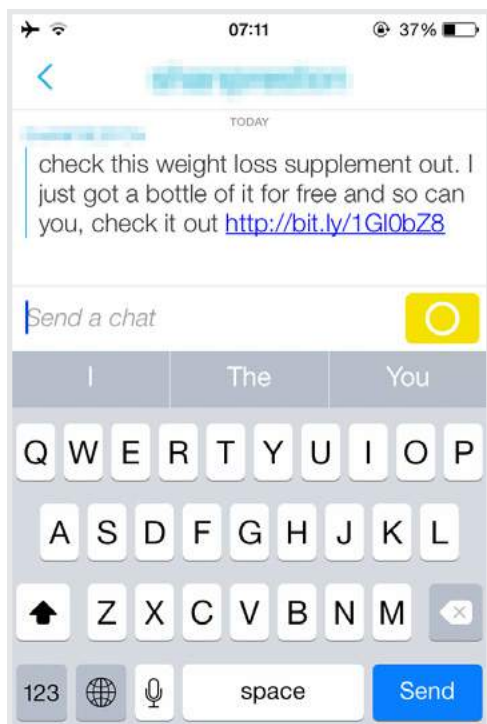 07:11
37%
TODAY
check this weight loss supplement out. I
just got a bottle of it for free and so can
you, check it out http://bit.ly/1Gl0bZ8
Send a chat
I The You
Q W E R T Y U I O P
A S D F G H J K L
Z X C V B N M
123 space Send